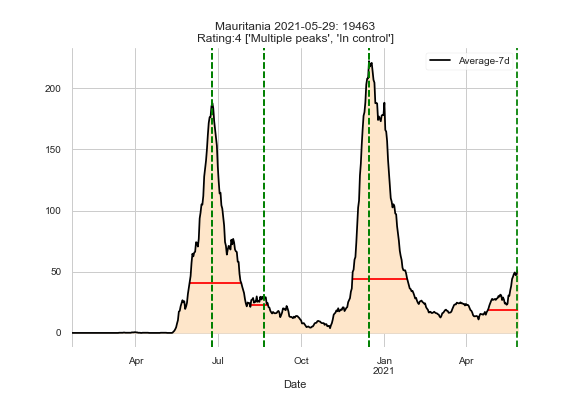 Mauritania 2021-05-29: 19463
Rating:4 ['Multiple peaks', 'In control']
Average-7d
200
150
100
50
0
Apr Jul Oct Jan Apr
2021
Date